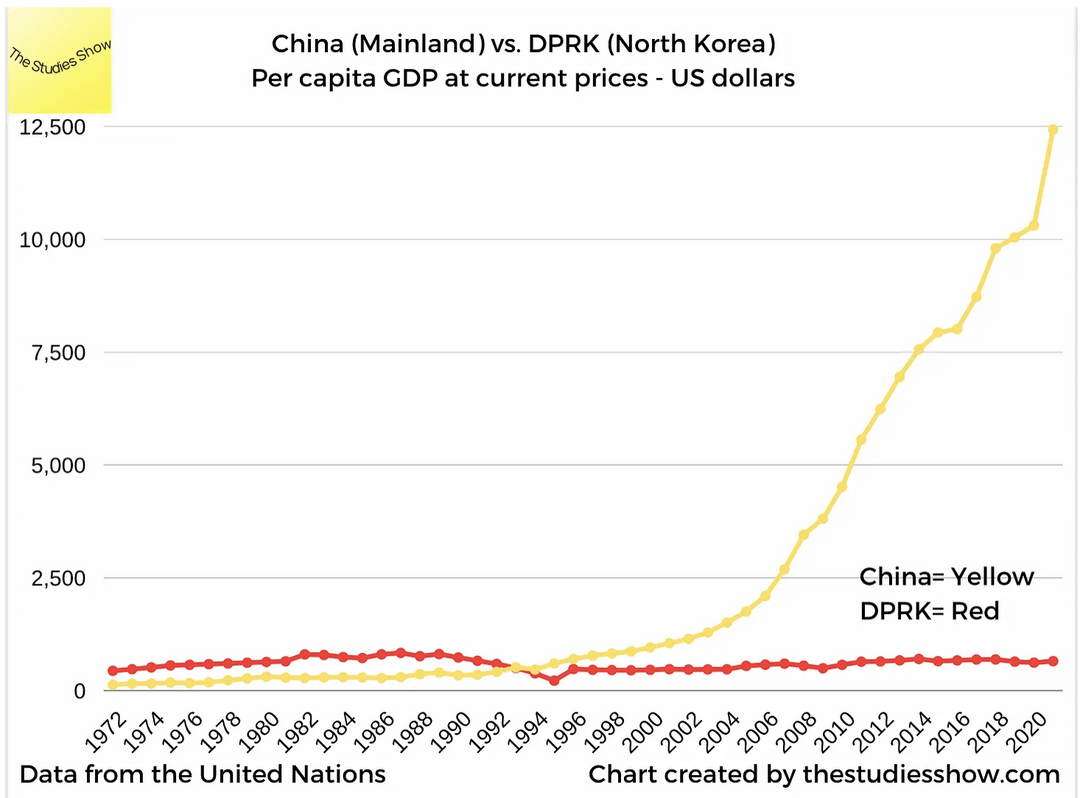 The Studies Show
China (Mainland) vs. DPRK (North Korea)
Per capita GDP at current prices - US dollars
12,500
10,000
7,500
5,000
2,500
0
China= Yellow
DPRK= Red
1972 1974 1976 1978 1980 1982 1984 1986 1988 1990 1992 1994 1996 1998 2000 2002 2004 2006 2008 2010 2012 2014 2016 2018 2020
Data from the United Nations
Chart created by thestudiesshow.com